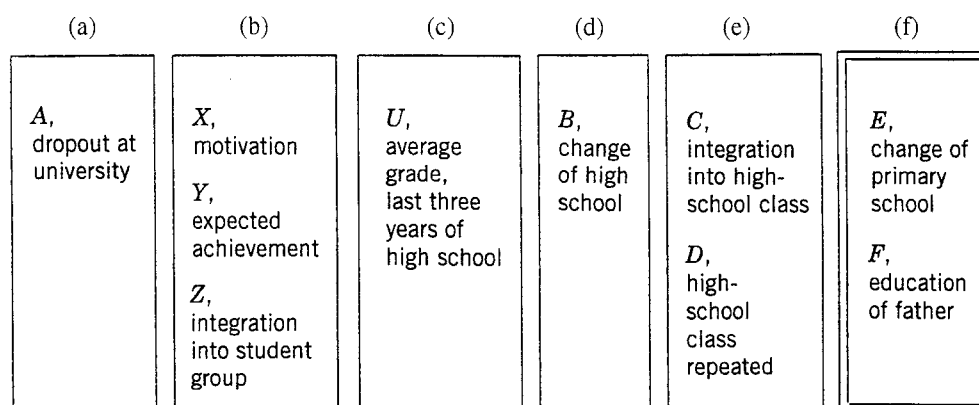 (a) (b) (c) (d) (e) (f)
A,
dropout at
university
X,
motivation
Y,
expected
achievement
Z,
integration
into student
group
U,
average
grade,
last three
years of
high school
B,
change
of high
school
C,
integration
into high-
school class
D,
high-
school
class
repeated
E,
change of
primary
school
F,
education
of father